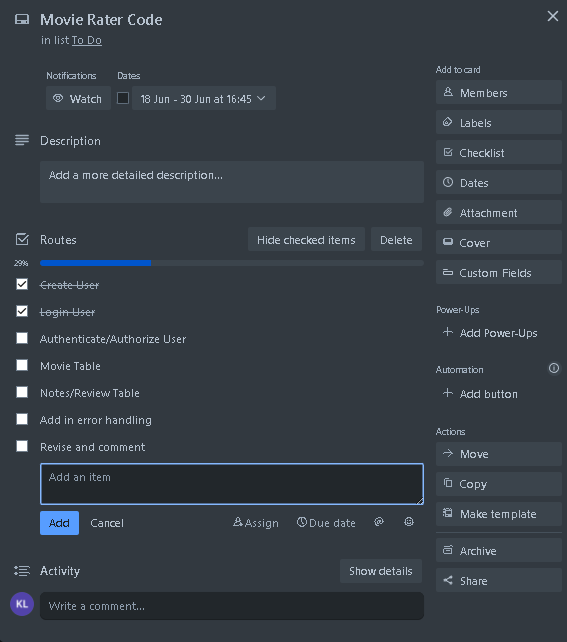 Movie Rater Code
in list To Do
Notifications
Dates
Watch
18 Jun - 30 Jun at 16:45
Description
Add a more detailed description...
Routes
Hide checked items
Delete
29%
Create User
Login User
Authenticate/Authorize User
Movie Table
Notes/Review Table
Add in error handling
Revise and comment
Add an item
Add
Cancel
Assign
Due date
Activity
Show details
KL
Write a comment...
Add to card
Members
Labels
Checklist
Dates
Attachment
Cover
Custom Fields
Power-Ups
Add Power-Ups
Automation
Add button
Actions
Move
Copy
Make template
Archive
Share